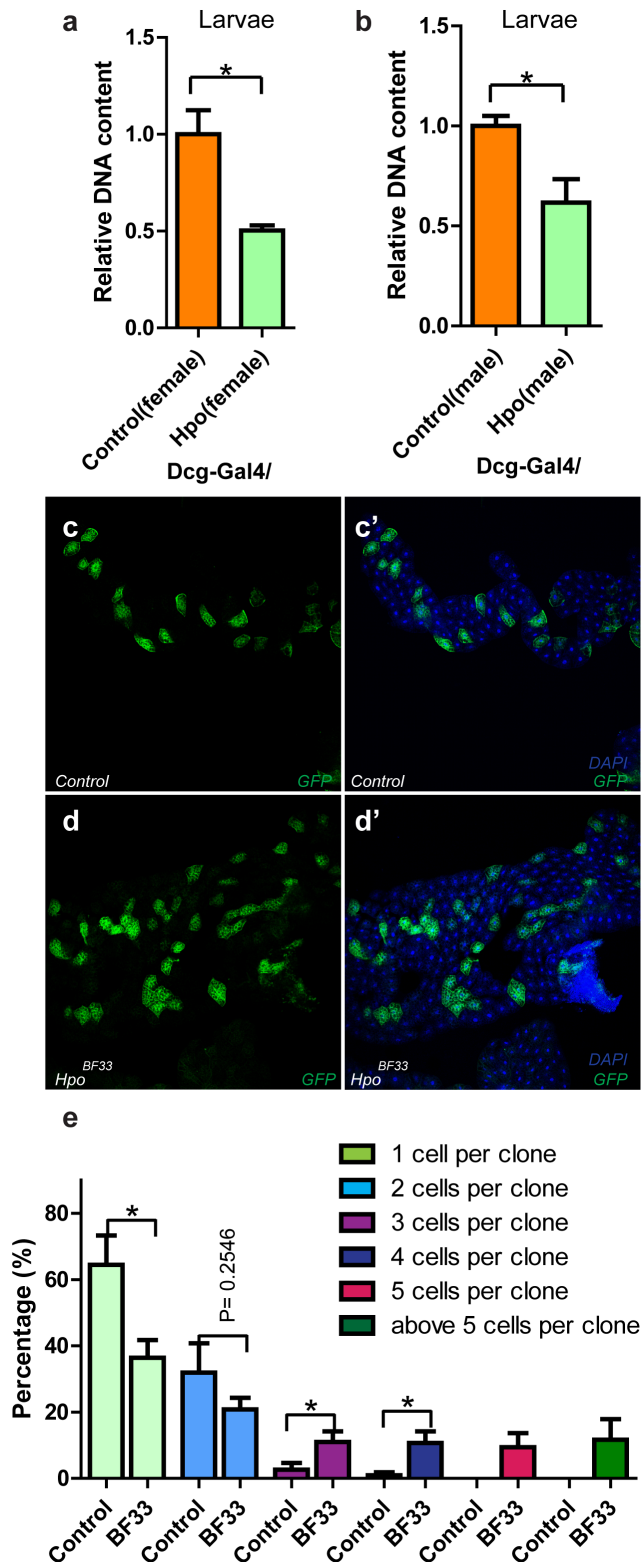 a
Larvae
*
Relative DNA content
1.5
1.0
0.5
0.0
Control(female)
Hpo(female)
Dcg-Gal4/
b
Larvae
*
Relative DNA content
1.5
1.0
0.5
0.0
Control(male)
Hpo(male)
Dcg-Gal4/
c
Control
GFP
c'
Control
DAPI
GFP
d
Hpo BF33
GFP
d'
Hpo BF33
DAPI
GFP
e
1 cell per clone
2 cells per clone
3 cells per clone
4 cells per clone
5 cells per clone
above 5 cells per clone
Percentage (%)
80
60
40
20
0
*
P= 0.2546
*
*
Control
BF33
Control
BF33
Control
BF33
Control
BF33
Control
BF33
Control
BF33